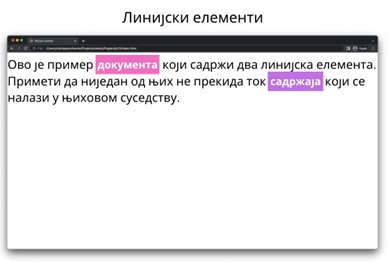 Линијски елементи
Ово је пример документа који садржи два линијска елемента.
Примети да ниједан од њих не прекида ток садржаја који се
налази у њиховом суседству.